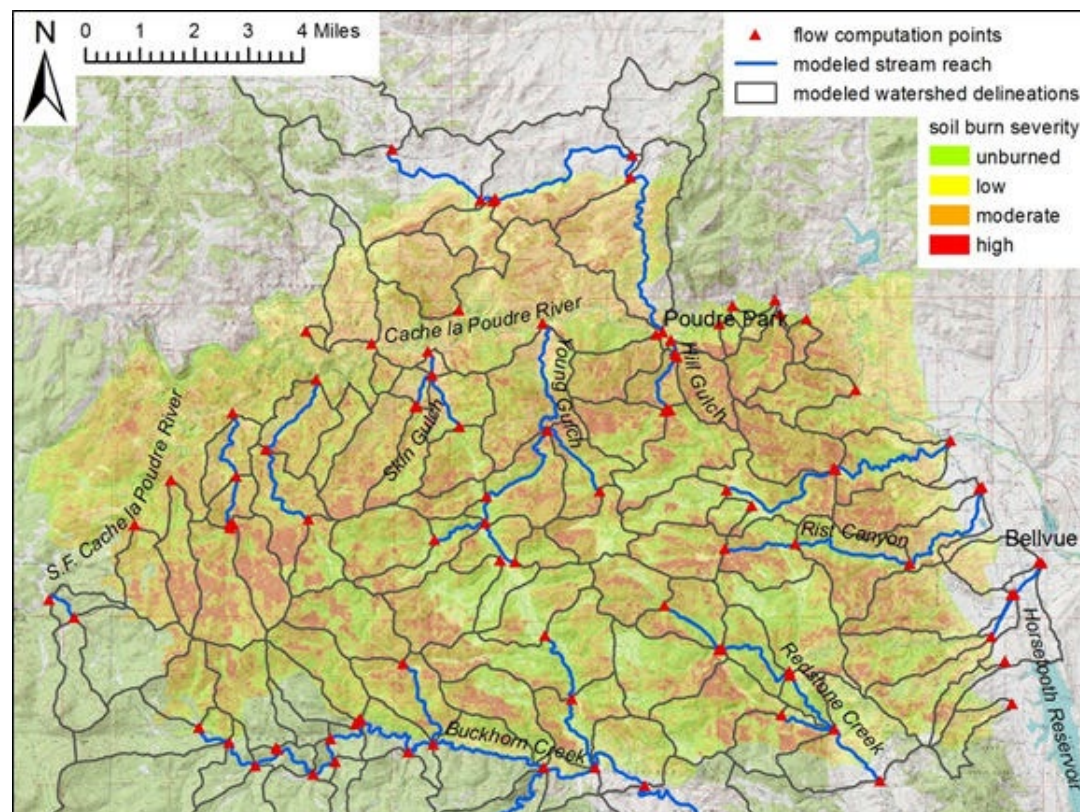 N
0 1 2 3 4 Miles
flow computation points
modeled stream reach
modeled watershed delineations
soil burn severity
unburned
low
moderate
high
Cache la Poudre River
Poudre Park
Young Gulch
Hill Gulch
Skin Gulch
S.F. Cache la Poudre River
Rist Canyon
Bellvue
Horsetooth Reservoir
Redstone Creek
Buckhorn Creek